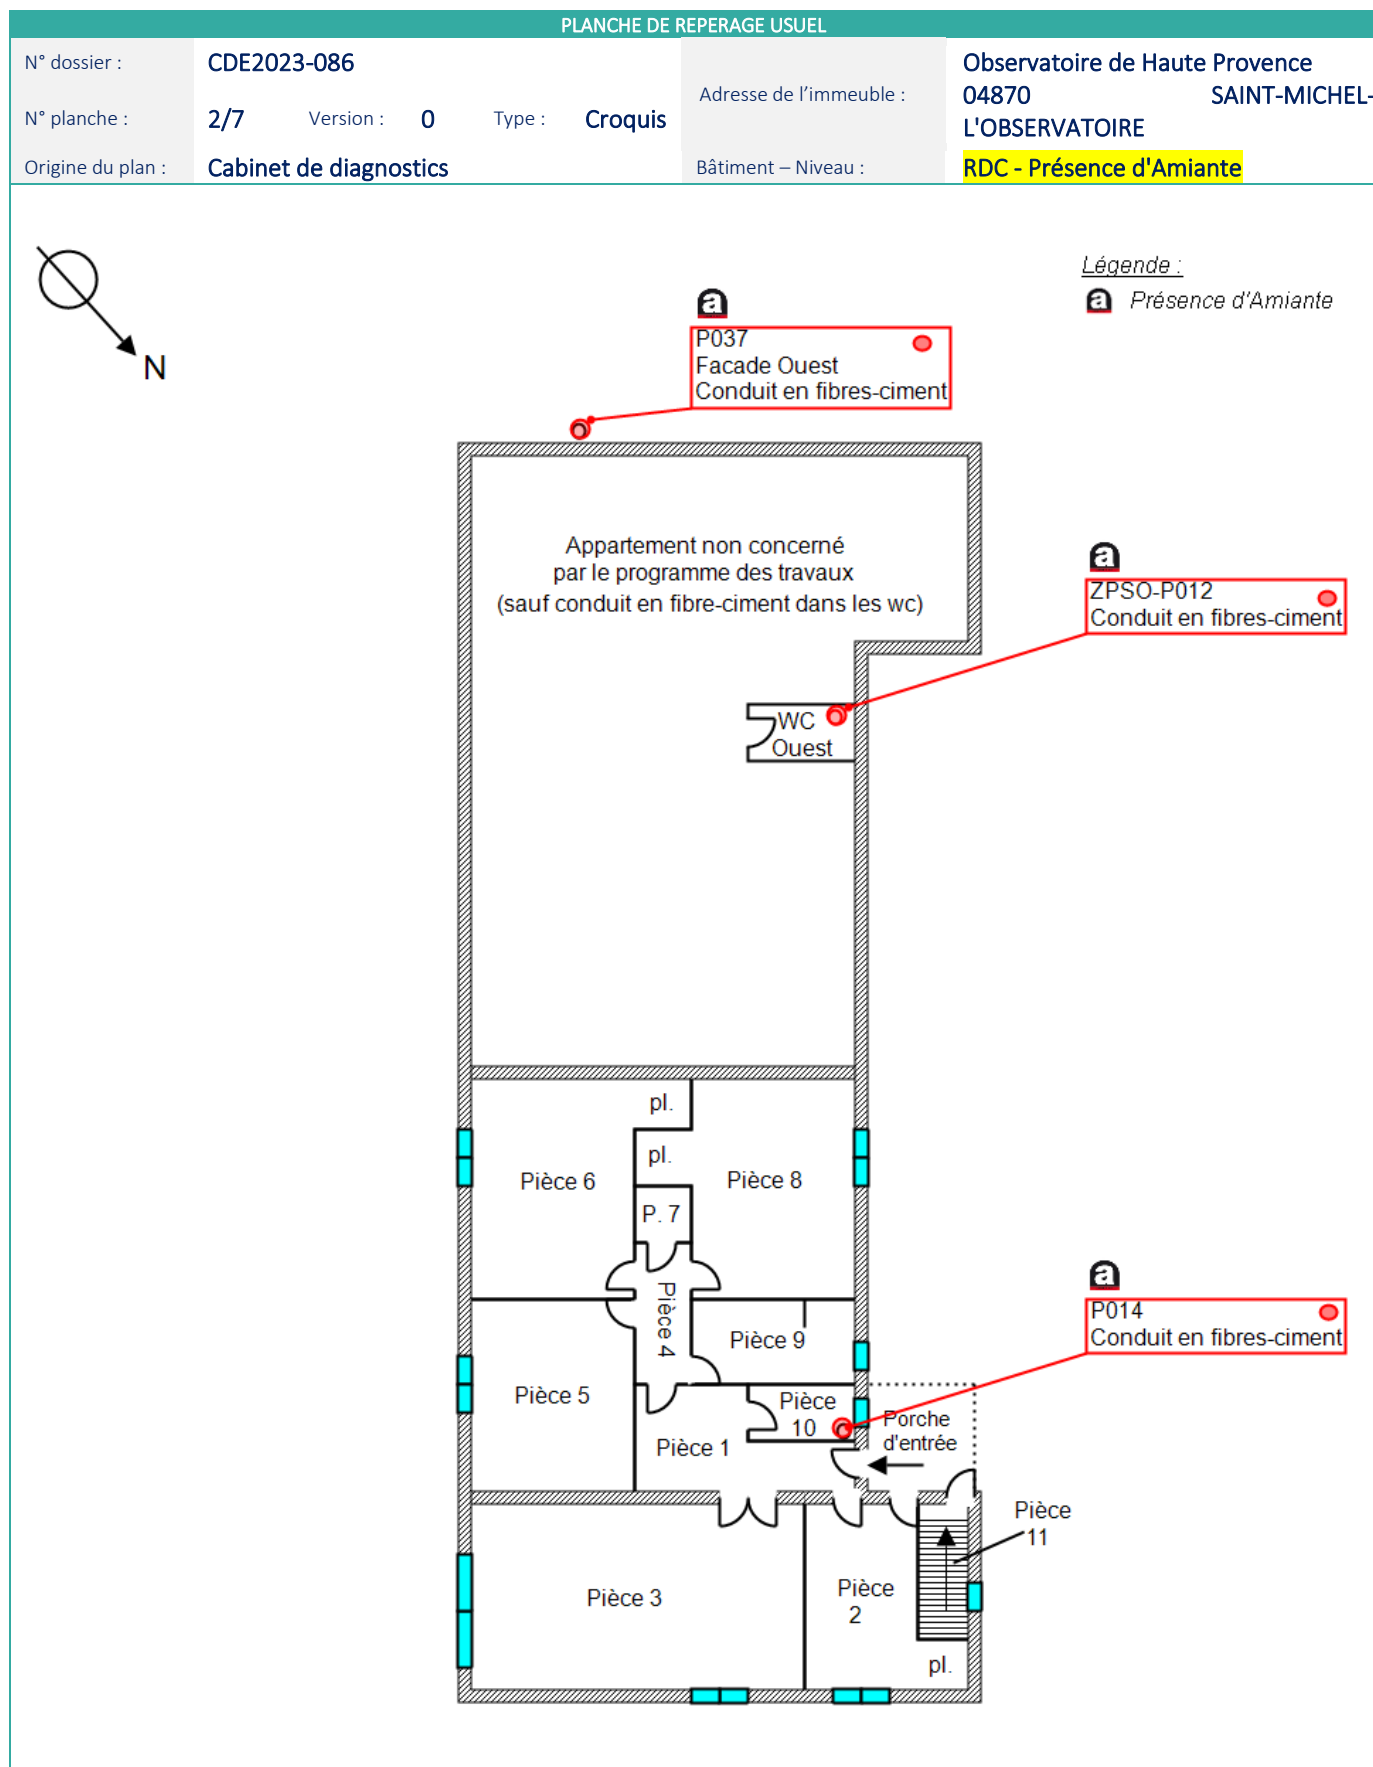 PLANCHE DE REPERAGE USUEL
N° dossier : CDE2023-086
Adresse de l'immeuble : Observatoire de Haute Provence
04870 SAINT-MICHEL-
L'OBSERVATOIRE
N° planche : 2/7 Version : 0 Type : Croquis
Origine du plan : Cabinet de diagnostics
Bâtiment – Niveau : RDC - Présence d'Amiante
N
Légende :
a Présence d'Amiante
a
P037
Facade Ouest
Conduit en fibres-ciment
Appartement non concerné
par le programme des travaux
(sauf conduit en fibre-ciment dans les wc)
a
ZPSO-P012
Conduit en fibres-ciment
WC
Ouest
pl.
pl.
Pièce 6
Pièce 8
P. 7
Pièce 4
a
P014
Conduit en fibres-ciment
Pièce 9
Pièce 5
Pièce
10
Porche
d'entrée
Pièce 1
Pièce
11
Pièce 3
Pièce
2
pl.